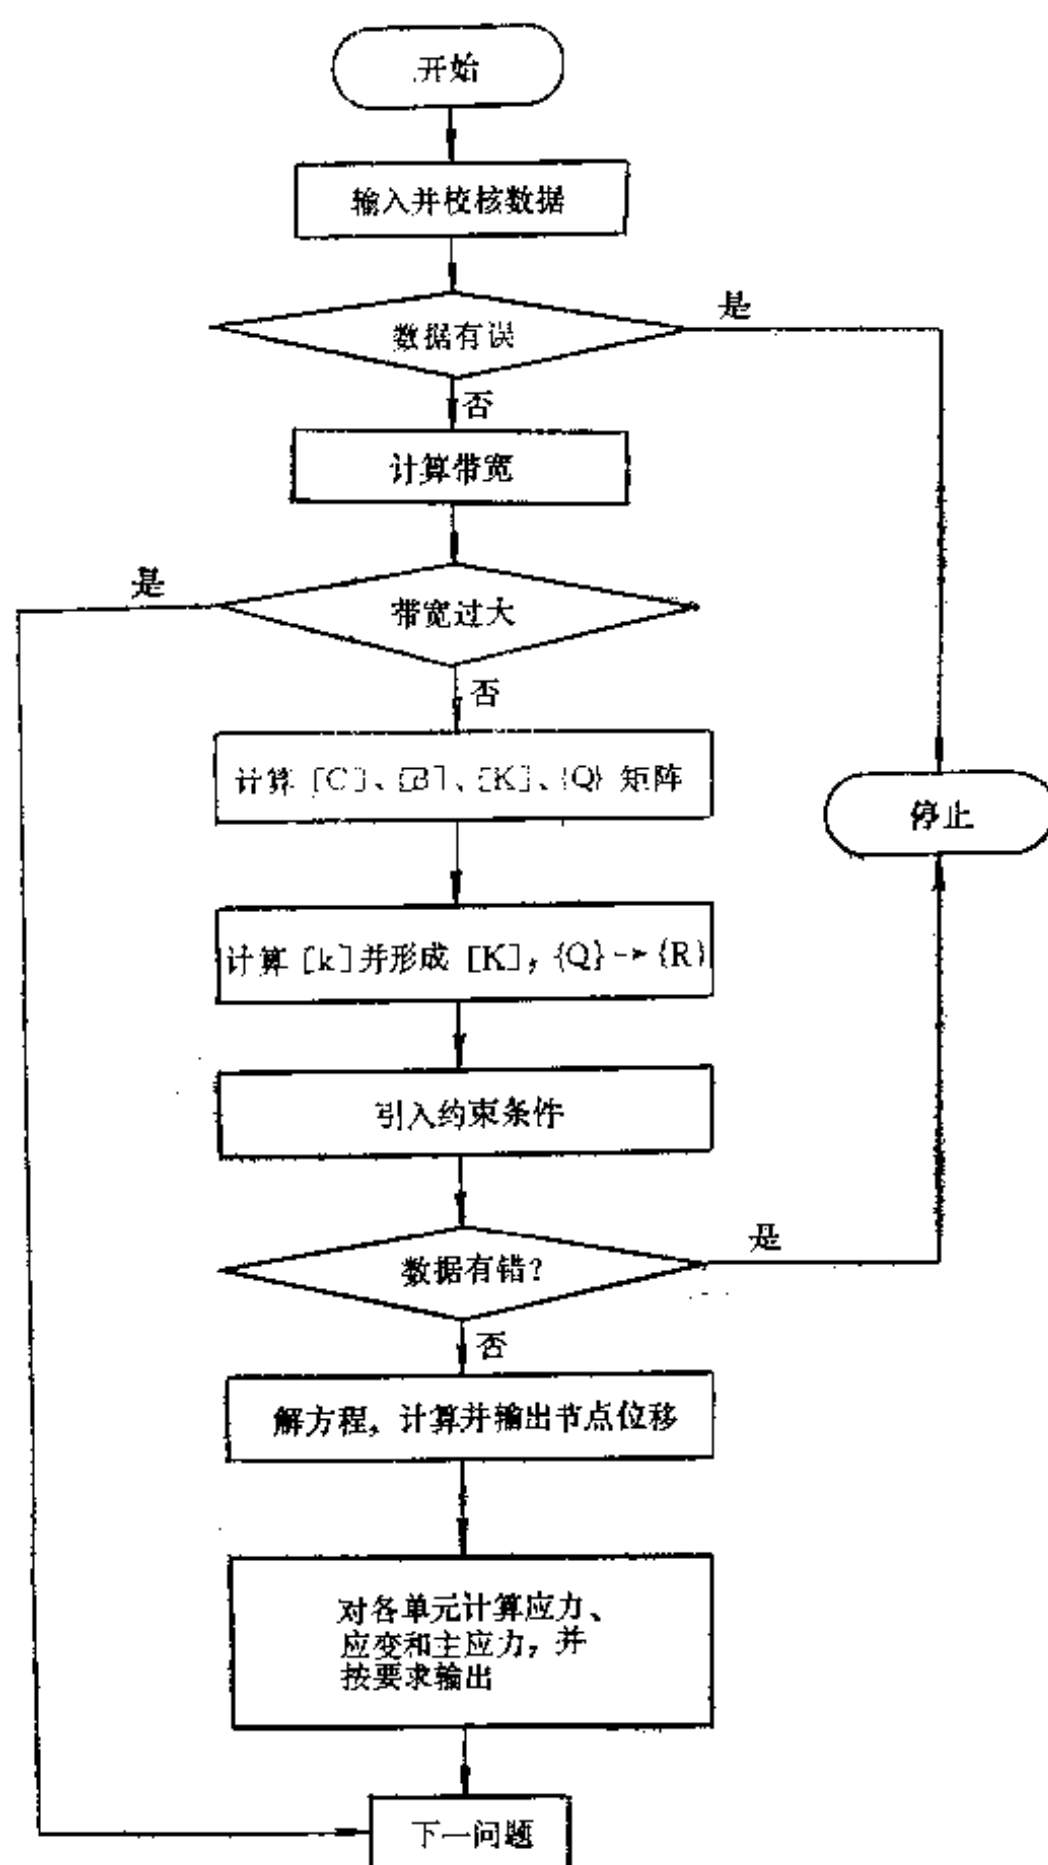 开始
输入并校核数据
是
数据有误
否
计算带宽
是
带宽过大
否
计算 [C]、[B]、[K]、{Q} 矩阵
停止
计算 [k]并形成 [K], {Q}→{R}
引入约束条件
是
数据有错?
否
解方程, 计算并输出节点位移
对各单元计算应力、
应变和主应力, 并
按要求输出
下一问题